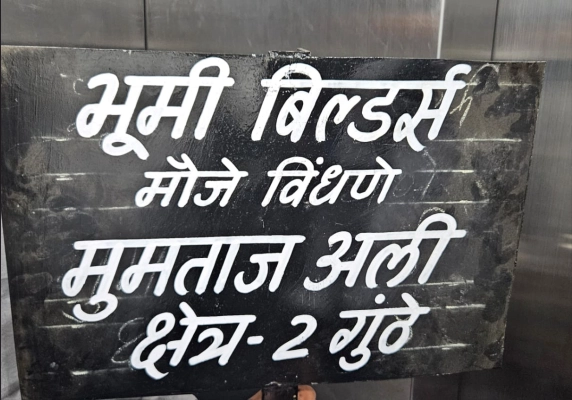 भूमी बिल्डर्स
मौजे विंधणे
मुमताज अली
क्षेत्र-2 गुंठे